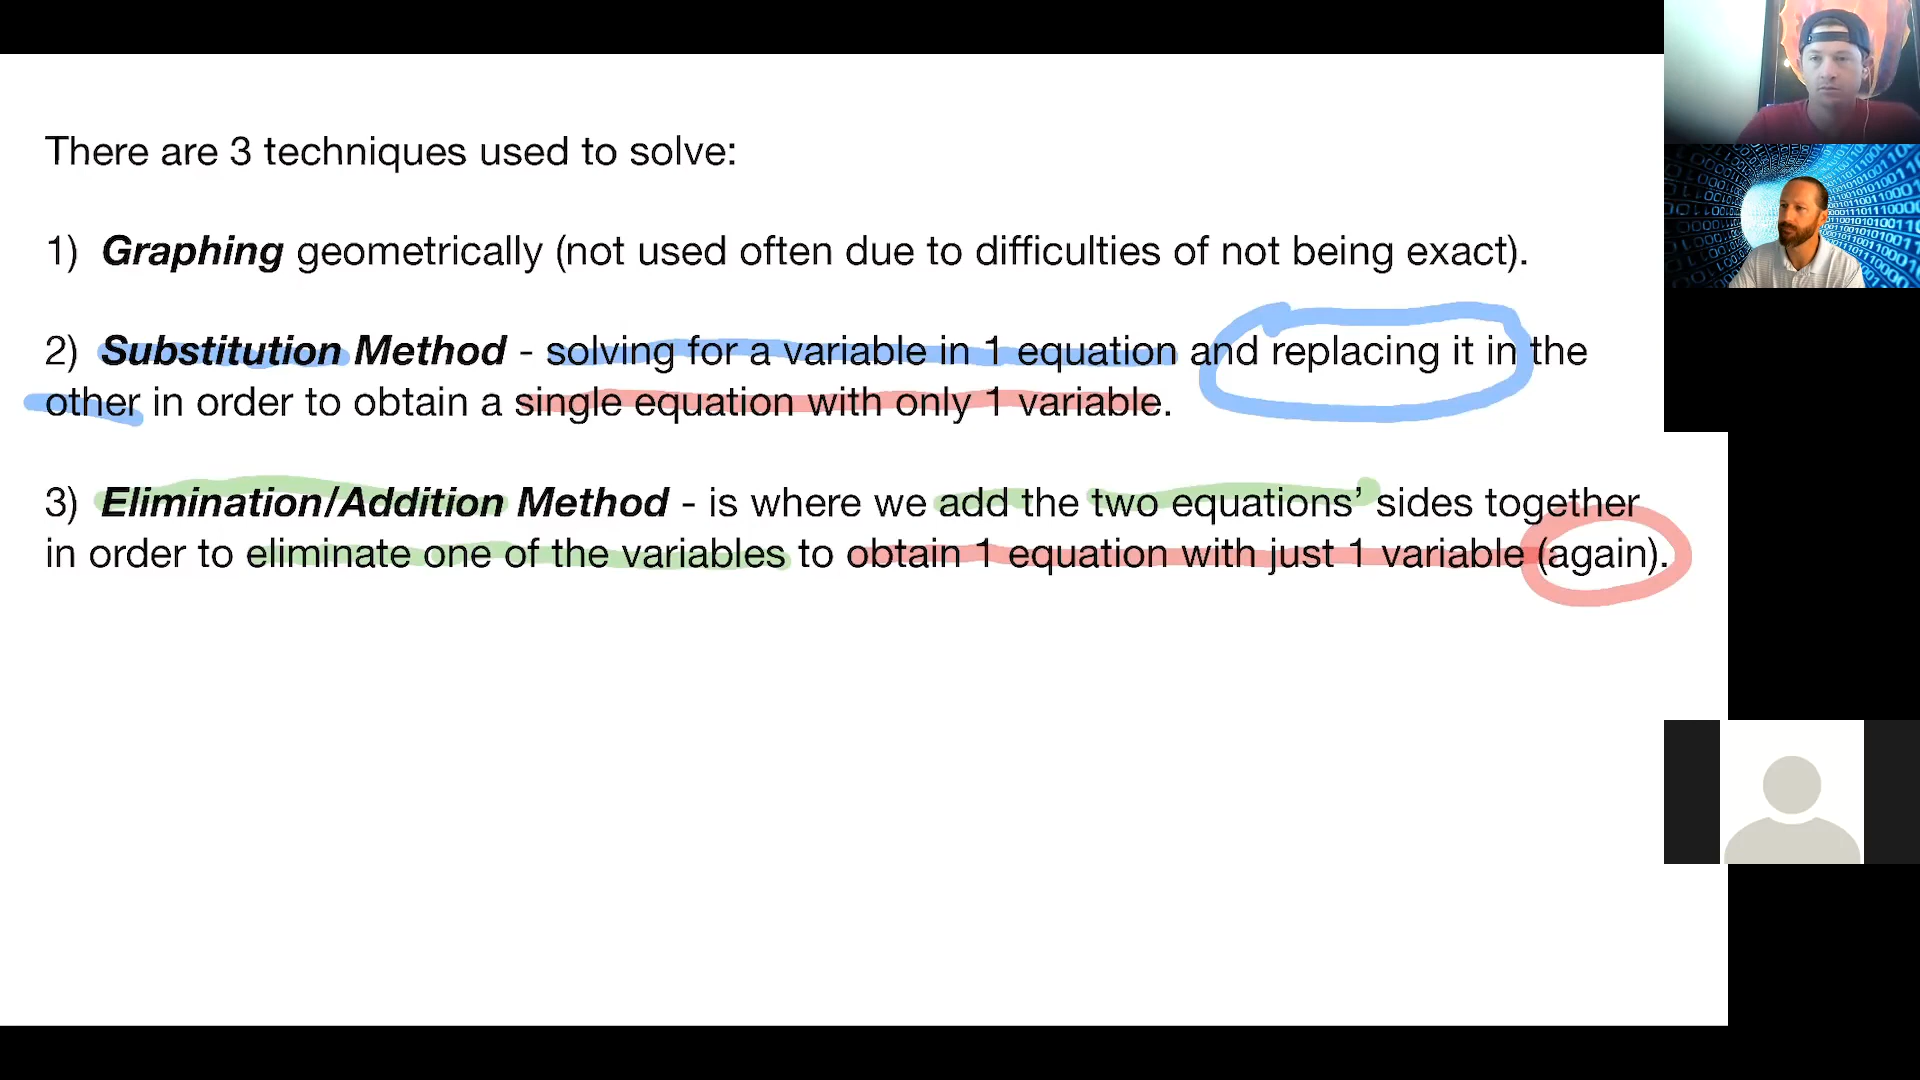 There are 3 techniques used to solve:
1) Graphing geometrically (not used often due to difficulties of not being exact).
2) Substitution Method - solving for a variable in 1 equation and replacing it in the
other in order to obtain a single equation with only 1 variable.
3) Elimination/Addition Method - is where we add the two equations’ sides together
in order to eliminate one of the variables to obtain 1 equation with just 1 variable (again).